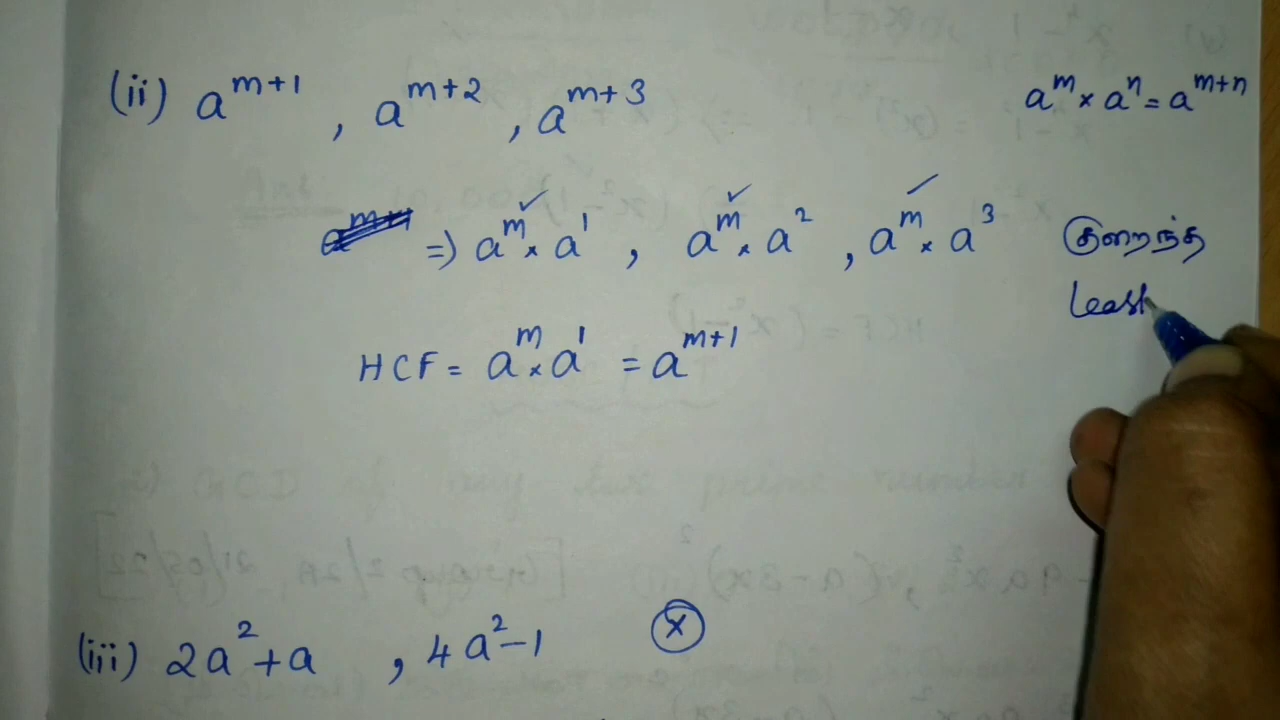 (ii) a^{m+1} , a^{m+2} , a^{m+3}
a^m × a^n = a^{m+n}
⇒ a^m × a^1 , a^m × a^2 , a^m × a^3
குறைந்த
Least
HCF = a^m × a^1 = a^{m+1}
(iii) 2a^2+a , 4a^2-1 ⓧ